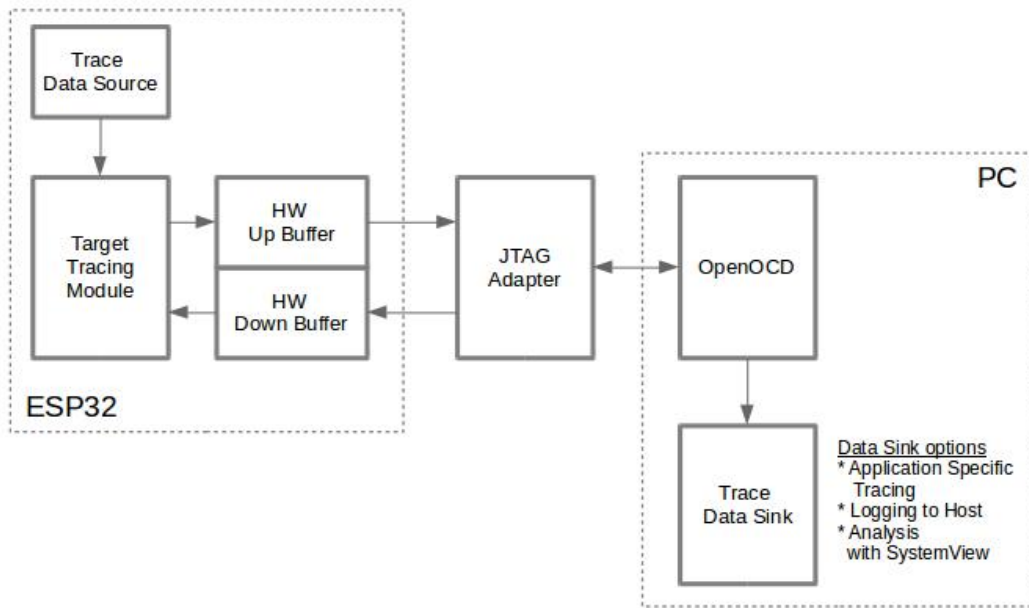 Trace
Data Source
Target
Tracing
Module
HW
Up Buffer
HW
Down Buffer
ESP32
JTAG
Adapter
PC
OpenOCD
Trace
Data Sink
Data Sink options
* Application Specific
Tracing
* Logging to Host
* Analysis
with SystemView